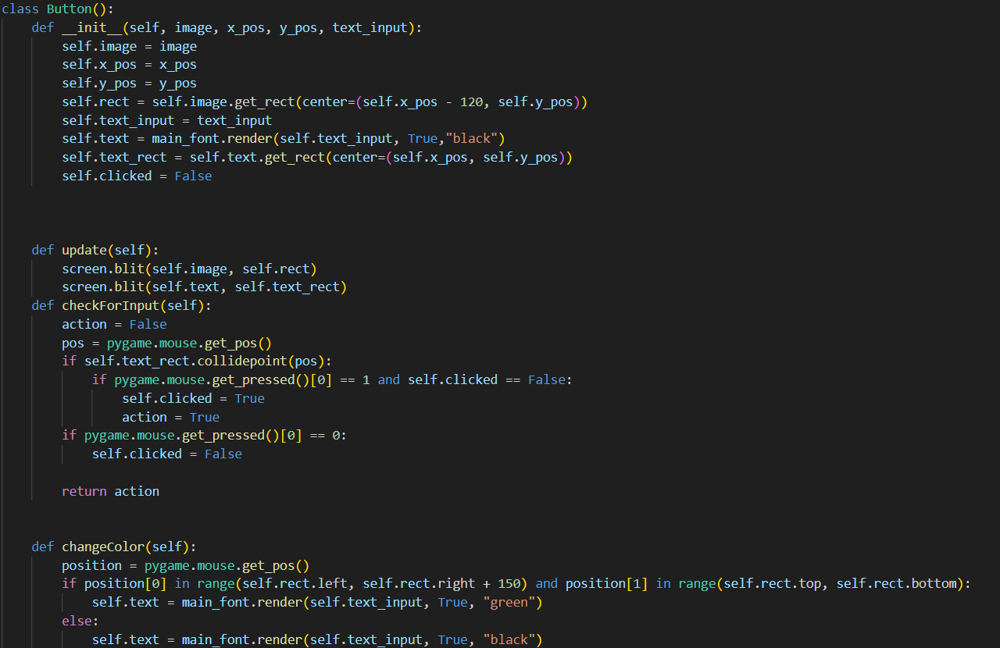 class Button():
    def __init__(self, image, x_pos, y_pos, text_input):
        self.image = image
        self.x_pos = x_pos
        self.y_pos = y_pos
        self.rect = self.image.get_rect(center=(self.x_pos - 120, self.y_pos))
        self.text_input = text_input
        self.text = main_font.render(self.text_input, True,"black")
        self.text_rect = self.text.get_rect(center=(self.x_pos, self.y_pos))
        self.clicked = False
    def update(self):
        screen.blit(self.image, self.rect)
        screen.blit(self.text, self.text_rect)
    def checkForInput(self):
        action = False
        pos = pygame.mouse.get_pos()
        if self.text_rect.collidepoint(pos):
            if pygame.mouse.get_pressed()[0] == 1 and self.clicked == False:
                self.clicked = True
                action = True
        if pygame.mouse.get_pressed()[0] == 0:
            self.clicked = False
        return action
    def changeColor(self):
        position = pygame.mouse.get_pos()
        if position[0] in range(self.rect.left, self.rect.right + 150) and position[1] in range(self.rect.top, self.rect.bottom):
            self.text = main_font.render(self.text_input, True, "green")
        else:
            self.text = main_font.render(self.text_input, True, "black")